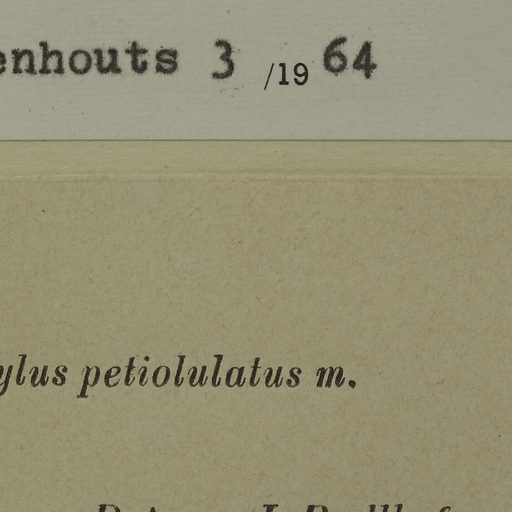 enhouts 3 /19 64
ylus petiolulatus m.